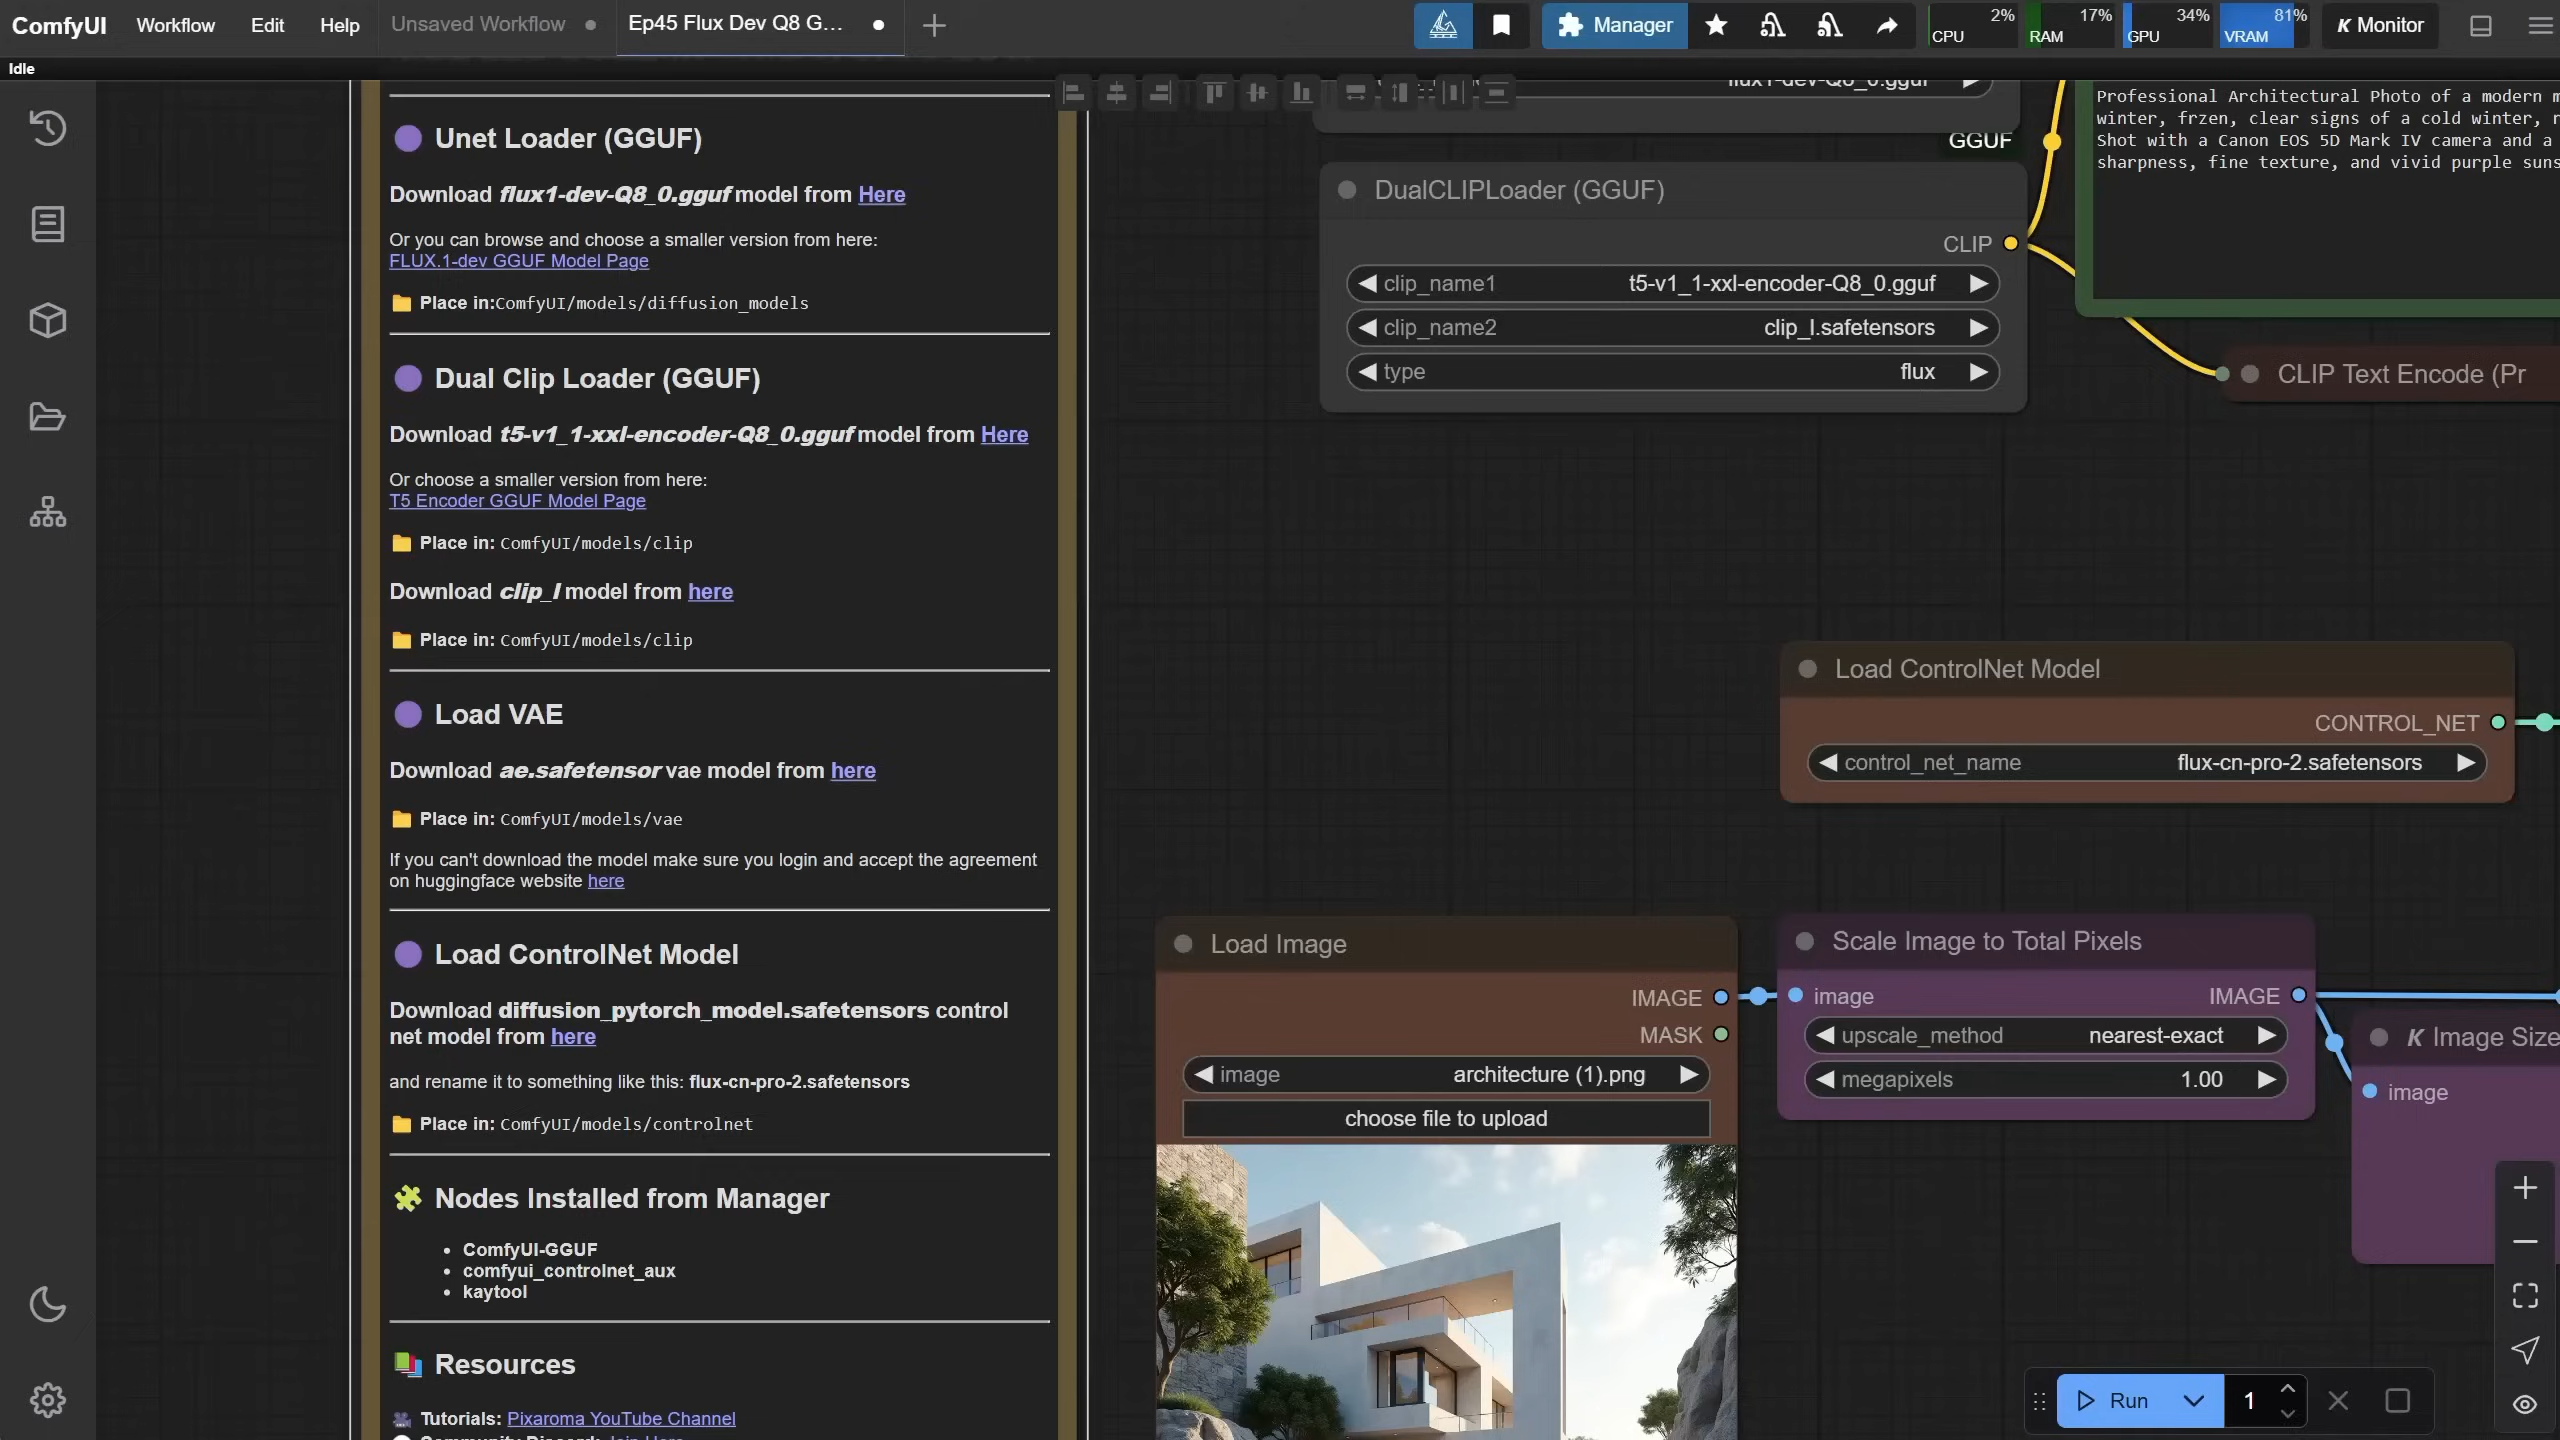 ComfyUI Workflow Edit Help Unsaved Workflow Ep45 Flux Dev Q8 G... Manager 2% CPU 17% RAM 34% GPU 81% VRAM K Monitor
Idle
Unet Loader (GGUF)
Download flux1-dev-Q8_0.gguf model from Here
Or you can browse and choose a smaller version from here:
FLUX.1-dev GGUF Model Page
Place in:ComfyUI/models/diffusion_models
Dual Clip Loader (GGUF)
Download t5-v1_1-xxl-encoder-Q8_0.gguf model from Here
Or choose a smaller version from here:
T5 Encoder GGUF Model Page
Place in: ComfyUI/models/clip
Download clip_l model from here
Place in: ComfyUI/models/clip
Load VAE
Download ae.safetensor vae model from here
Place in: ComfyUI/models/vae
If you can't download the model make sure you login and accept the agreement
on huggingface website here
Load ControlNet Model
Download diffusion_pytorch_model.safetensors control
net model from here
and rename it to something like this: flux-cn-pro-2.safetensors
Place in: ComfyUI/models/controlnet
Nodes Installed from Manager
• ComfyUI-GGUF
• comfyui_controlnet_aux
• kaytool
Resources
Tutorials: Pixaroma YouTube Channel
Community Discord: Join Here
flux1-dev-Q8_0.gguf
GGUF
DualCLIPLoader (GGUF)
CLIP
clip_name1 t5-v1_1-xxl-encoder-Q8_0.gguf
clip_name2 clip_l.safetensors
type flux
Professional Architectural Photo of a modern
winter, frzen, clear signs of a cold winter,
Shot with a Canon EOS 5D Mark IV camera and a
sharpness, fine texture, and vivid purple suns
CLIP Text Encode (Pr
Load ControlNet Model
CONTROL_NET
control_net_name flux-cn-pro-2.safetensors
Load Image
IMAGE
MASK
image architecture (1).png
choose file to upload
Scale Image to Total Pixels
image IMAGE
upscale_method nearest-exact
megapixels 1.00
K Image Size
image
Run 1